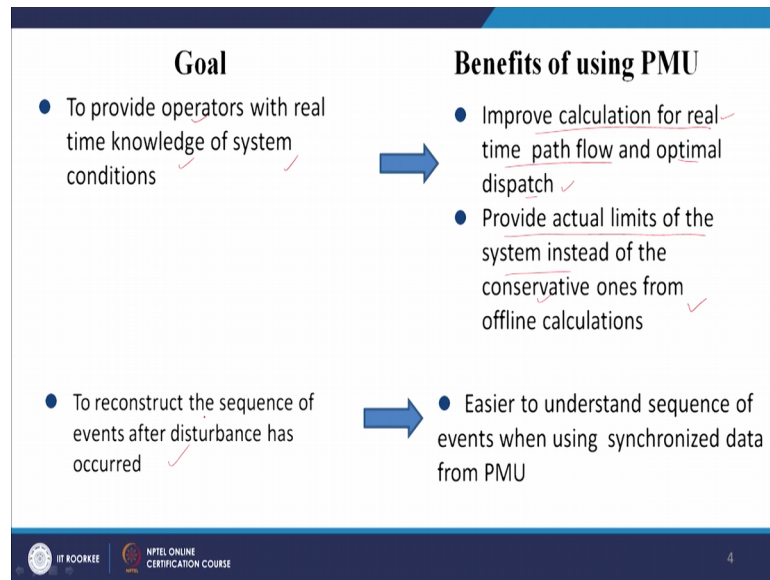 Goal
To provide operators with real
time knowledge of system
conditions
Benefits of using PMU
Improve calculation for real
time path flow and optimal
dispatch
Provide actual limits of the
system instead of the
conservative ones from
offline calculations
To reconstruct the sequence of
events after disturbance has
occurred
Easier to understand sequence of
events when using synchronized data
from PMU
IIT ROORKEE
NPTEL ONLINE
CERTIFICATION COURSE
4